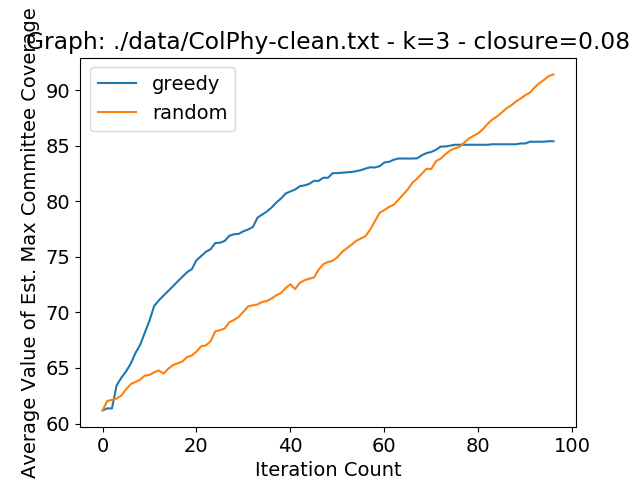 Graph: ./data/ColPhy-clean.txt - k=3 - closure=0.08
greedy
random
Average Value of Est. Max Committee Coverage
90
85
80
75
70
65
60
0 20 40 60 80 100
Iteration Count